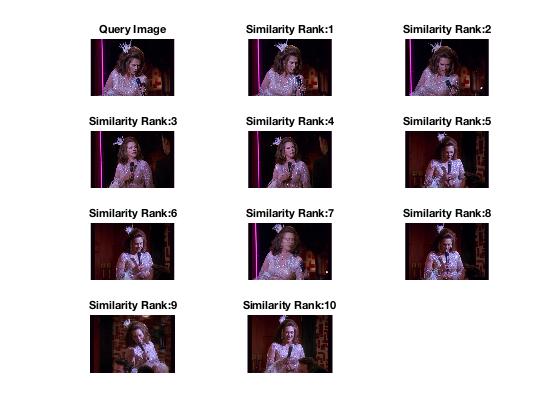 Query Image
Similarity Rank:1
Similarity Rank:2
Similarity Rank:3
Similarity Rank:4
Similarity Rank:5
Similarity Rank:6
Similarity Rank:7
Similarity Rank:8
Similarity Rank:9
Similarity Rank:10